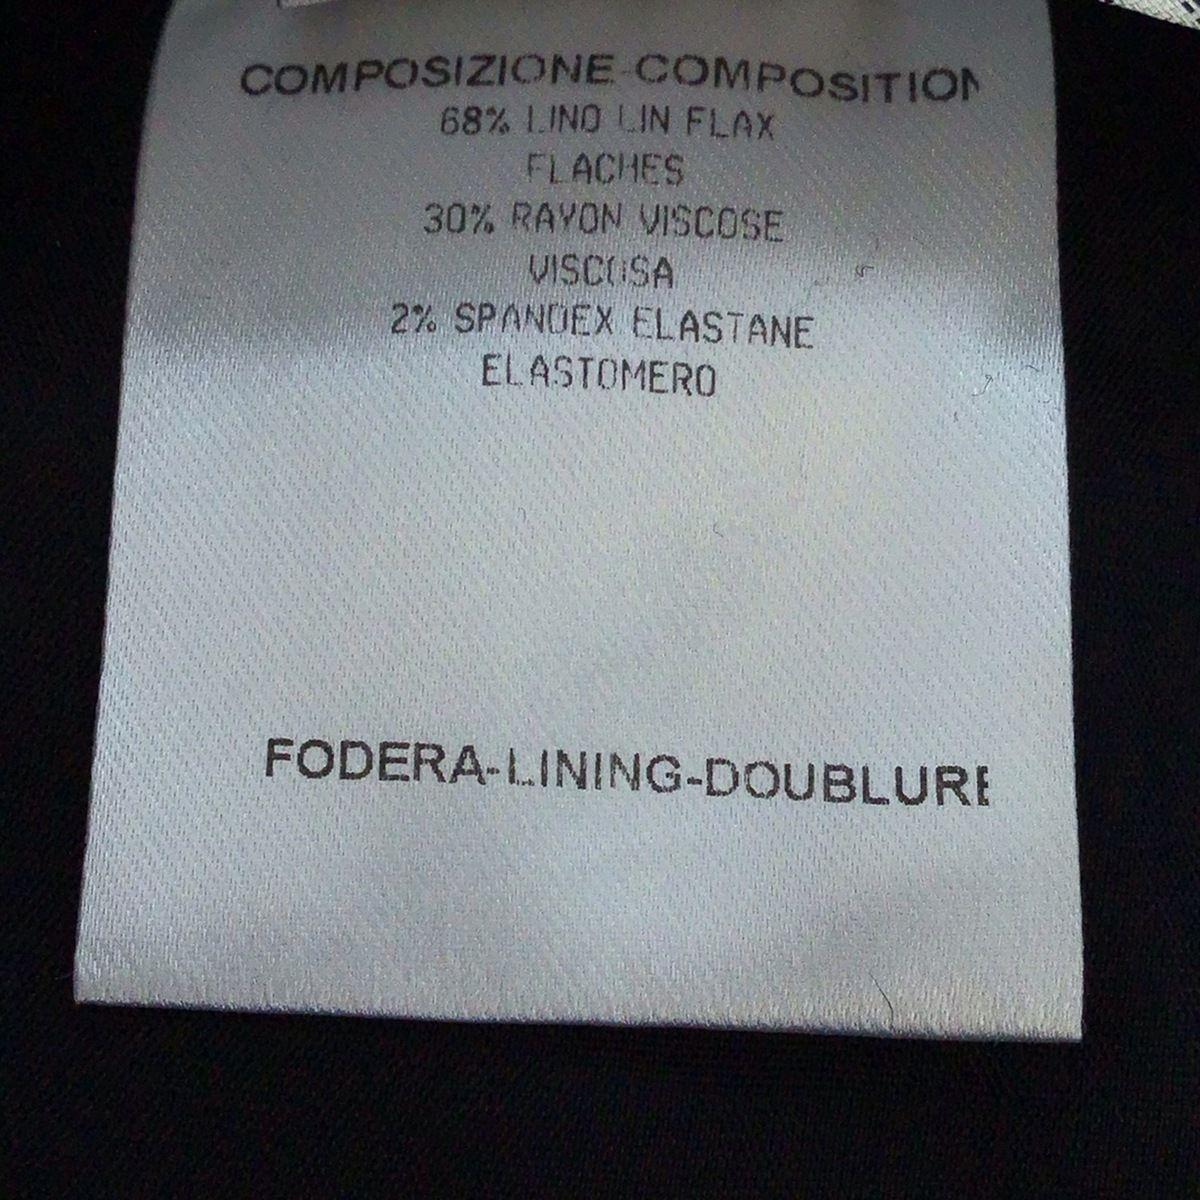 COMPOSIZIONE-COMPOSITION
68% LINO LIN FLAX
FLACHES
30% RAYON VISCOSE
VISCOSA
2% SPANDEX ELASTANE
ELASTOMERO
FODERA-LINING-DOUBLURE